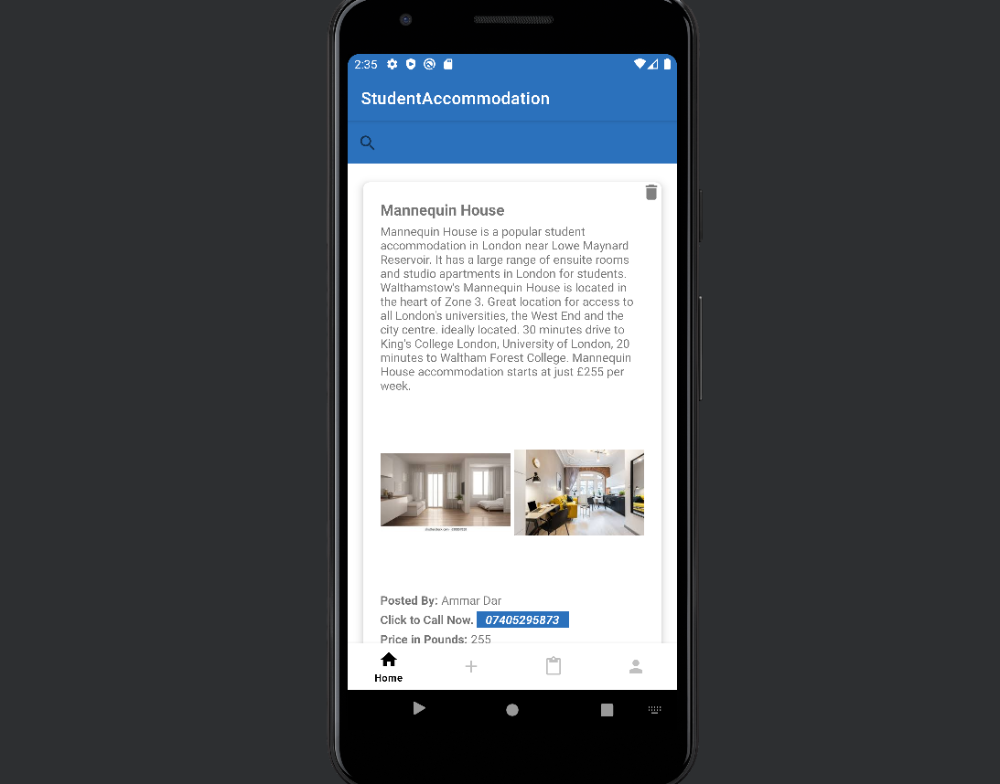 2:35
StudentAccommodation
Mannequin House
Mannequin House is a popular student
accommodation in London near Lowe Maynard
Reservoir. It has a large range of ensuite rooms
and studio apartments in London for students.
Walthamstow's Mannequin House is located in
the heart of Zone 3. Great location for access to
all London's universities, the West End and the
city centre. ideally located. 30 minutes drive to
King's College London, University of London, 20
minutes to Waltham Forest College. Mannequin
House accommodation starts at just £255 per
week.
Posted By: Ammar Dar
Click to Call Now. 07405295873
Price in Pounds: 255
Home